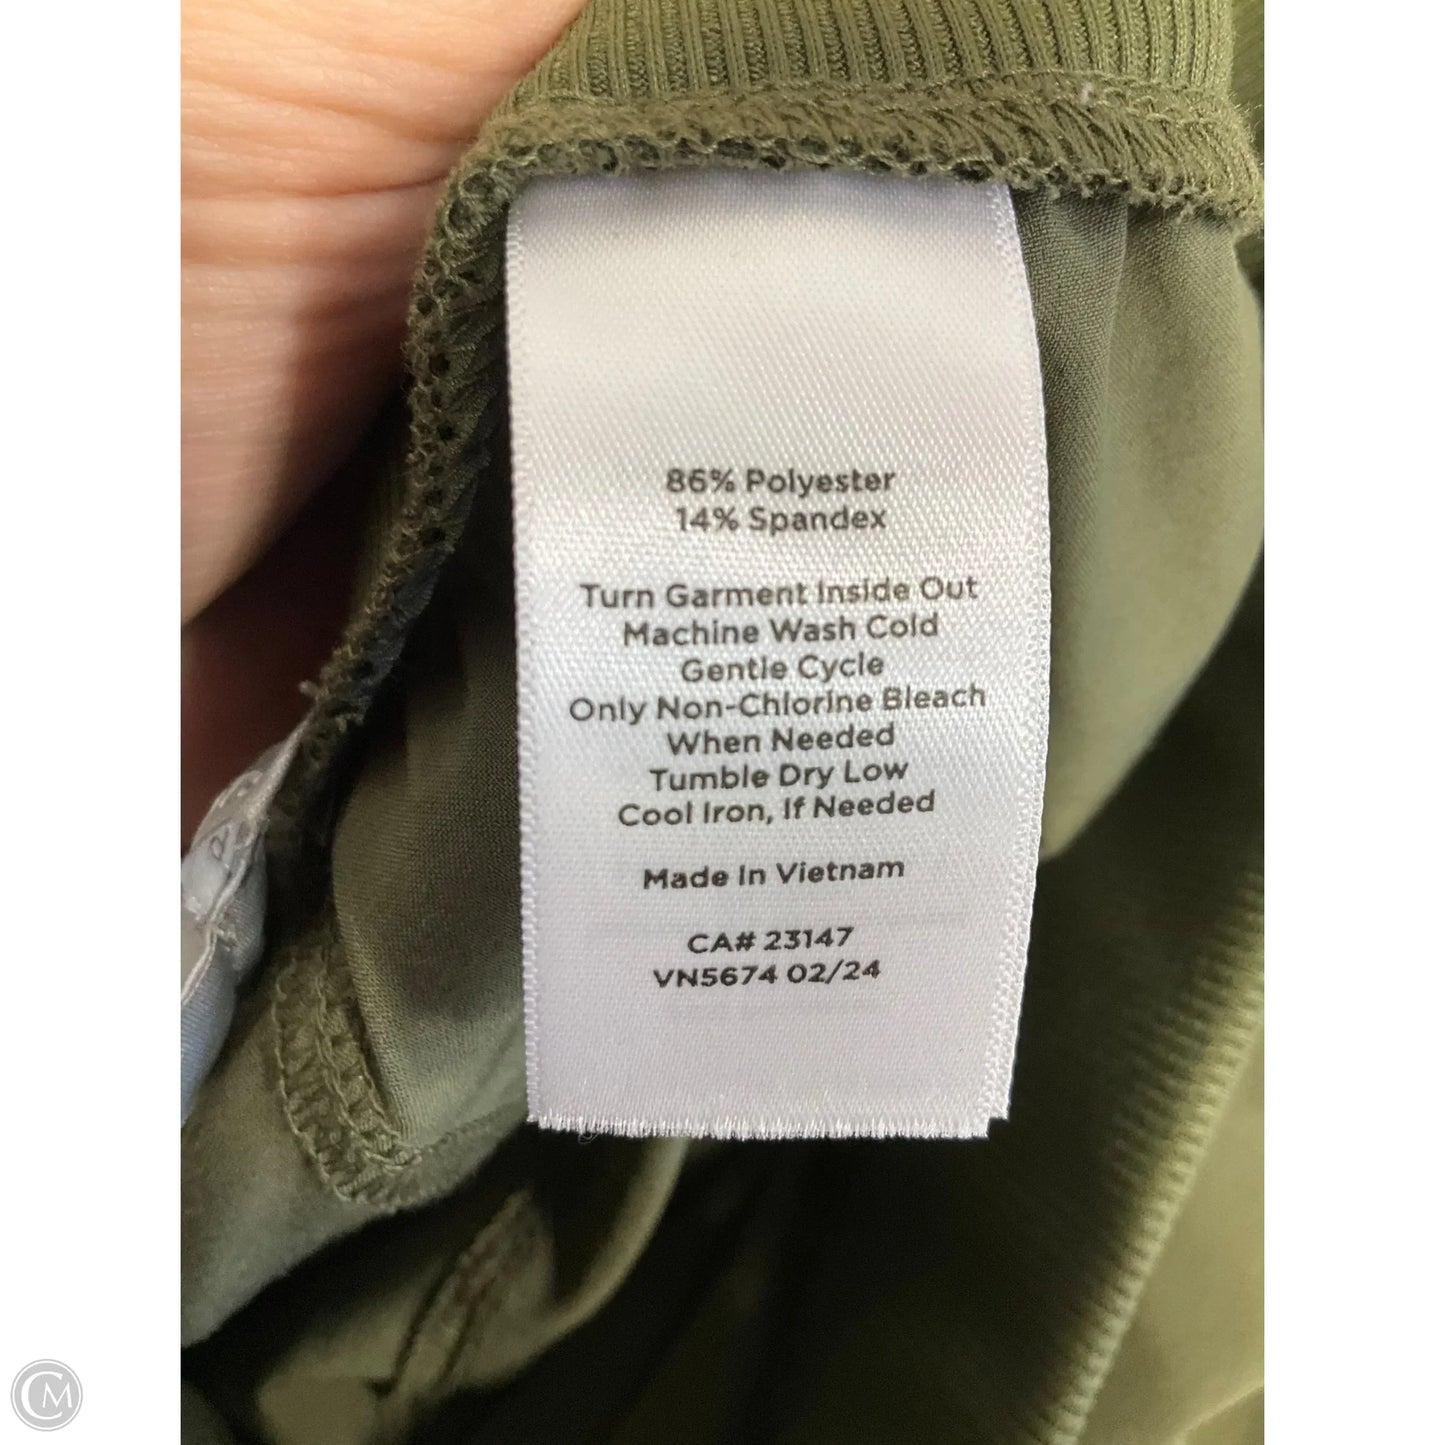 86% Polyester
14% Spandex
Turn Garment Inside Out
Machine Wash Cold
Gentle Cycle
Only Non-Chlorine Bleach
When Needed
Tumble Dry Low
Cool Iron, If Needed
Made In Vietnam
CA# 23147
VN5674 02/24
CM